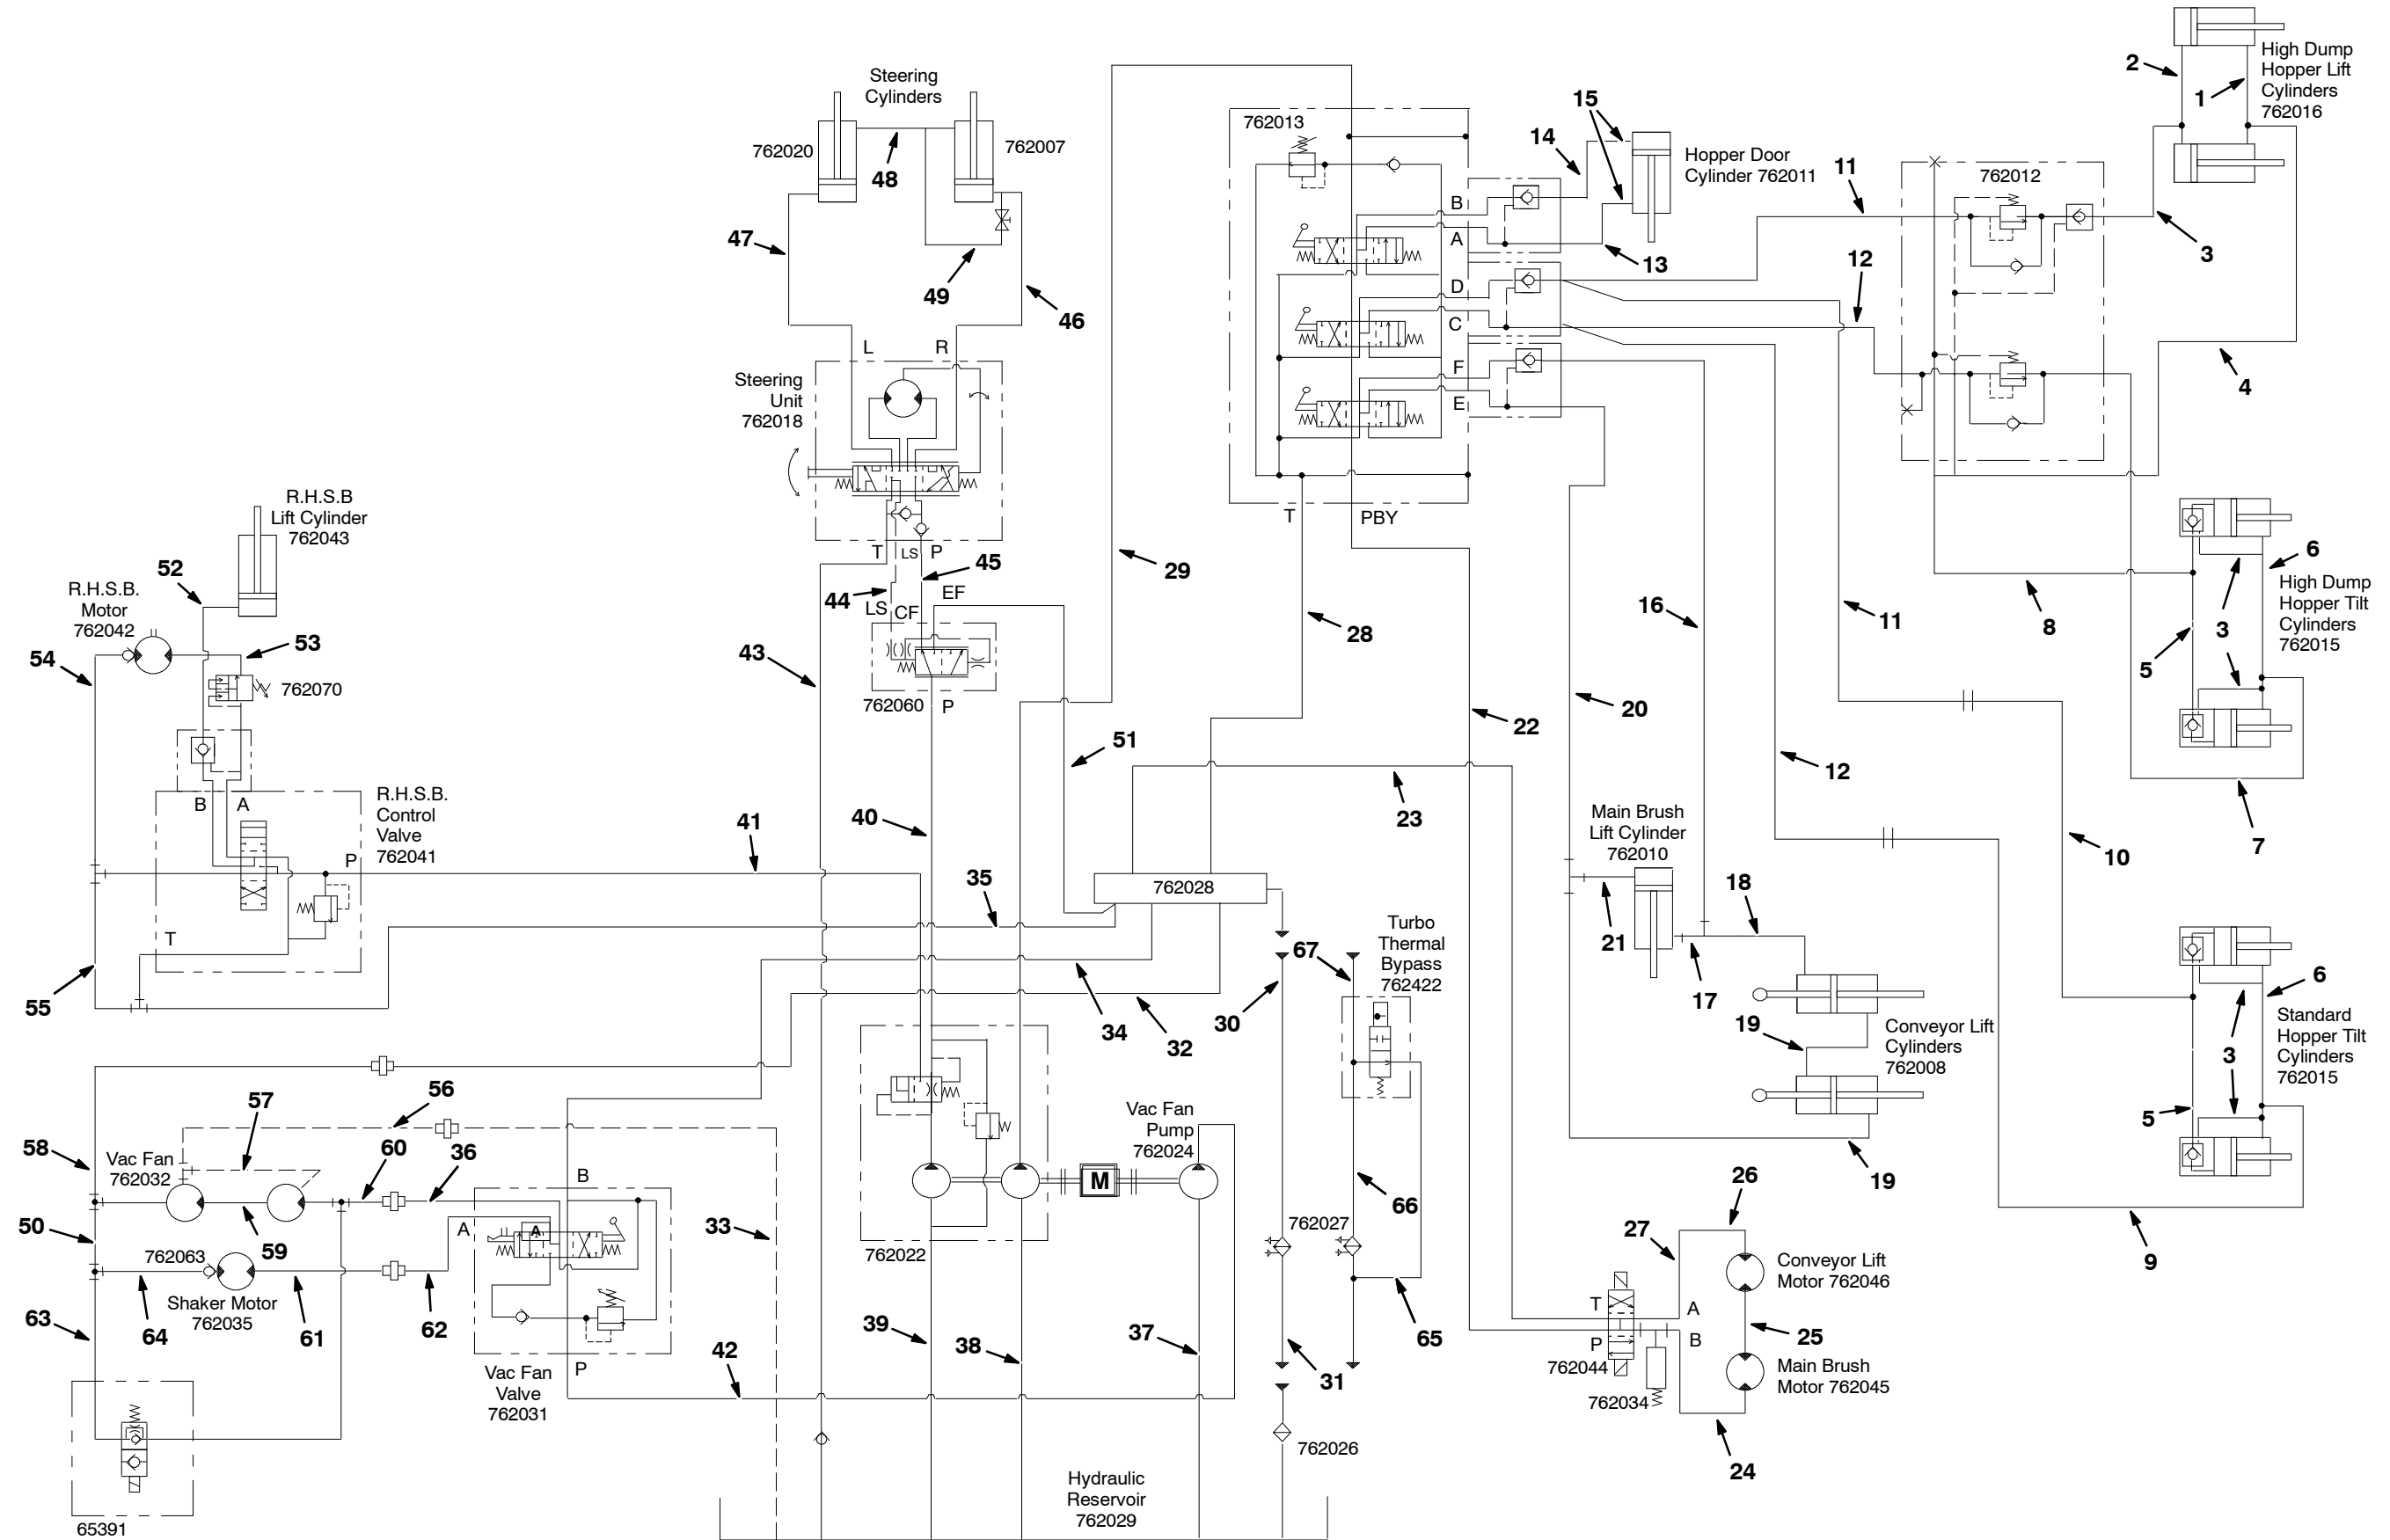 2
1
High Dump
Hopper Lift
Cylinders
762016
Steering
Cylinders
762020
762007
48
47
49
46
762013
15
14
Hopper Door
Cylinder 762011
13
B
A
D
C
F
E
T
PBY
11
12
762012
3
4
L
R
Steering
Unit
762018
T
LS
P
45
44
LS
CF
EF
762060
P
43
29
28
51
40
R.H.S.B
Lift Cylinder
762043
52
R.H.S.B.
Motor
762042
53
54
762070
B
A
R.H.S.B.
Control
Valve
762041
P
T
55
41
35
34
32
762028
23
22
20
16
12
11
8
5
3
6
High Dump
Hopper Tilt
Cylinders
762015
7
10
Main Brush
Lift Cylinder
762010
21
17
18
19
Conveyor Lift
Cylinders
762008
19
6
3
5
Standard
Hopper Tilt
Cylinders
762015
9
67
Turbo
Thermal
Bypass
762422
30
66
762027
65
31
762026
56
57
58
Vac Fan
762032
60
36
50
59
762063
Shaker Motor
762035
64
61
62
63
65391
B
A
A
P
Vac Fan
Valve
762031
33
42
762022
Vac Fan
Pump
762024
M
39
38
37
Hydraulic
Reservoir
762029
26
27
Conveyor Lift
Motor 762046
T
A
P
B
25
762044
Main Brush
Motor 762045
762034
24